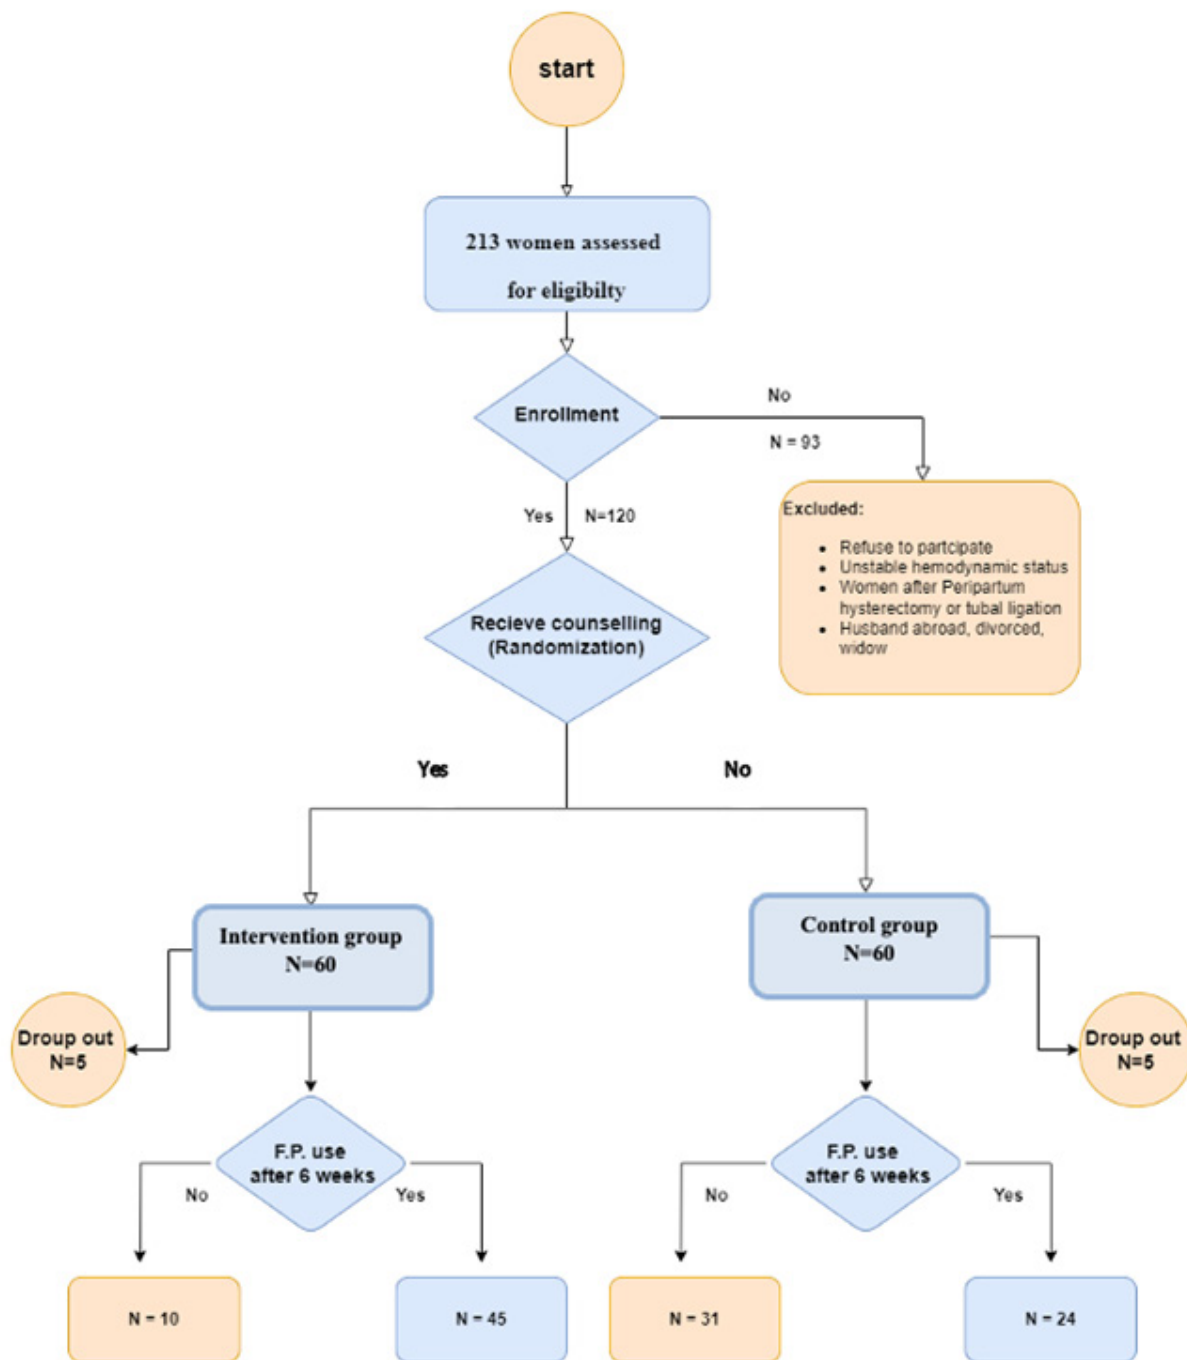 start
213 women assessed
for eligibilty
Enrollment
No
N = 93
Yes
N=120
Excluded:
• Refuse to partcipate
• Unstable hemodynamic status
• Women after Peripartum
hysterectomy or tubal ligation
• Husband abroad, divorced,
widow
Recieve counselling
(Randomization)
Yes
No
Intervention group
N=60
Control group
N=60
Droup out
N=5
Droup out
N=5
F.P. use
after 6 weeks
No
Yes
F.P. use
after 6 weeks
No
Yes
N = 10
N = 45
N = 31
N = 24